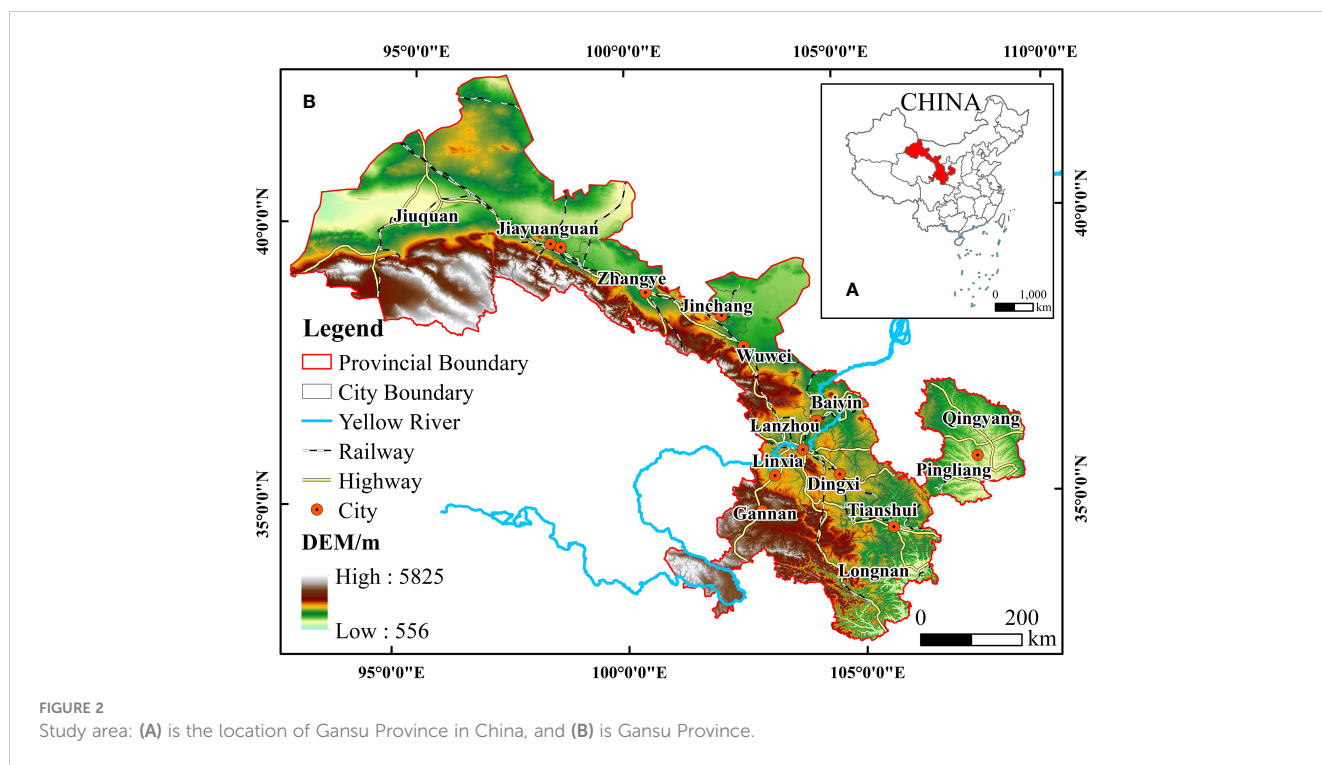 95°0'0"E
100°0'0"E
105°0'0"E
110°0'0"E
B
CHINA
A
0 1,000
km
40°0'0"N
40°0'0"N
35°0'0"N
35°0'0"N
Jiuquan
Jiayuanguan
Zhangye
Jinchang
Wuwei
Baiyin
Lanzhou
Linxia
Dingxi
Gannan
Tianshui
Longnan
Qingyang
Pingliang
Legend
Provincial Boundary
City Boundary
Yellow River
Railway
Highway
City
DEM/m
High : 5825
Low : 556
0 200
km
95°0'0"E
100°0'0"E
105°0'0"E
FIGURE 2
Study area: (A) is the location of Gansu Province in China, and (B) is Gansu Province.